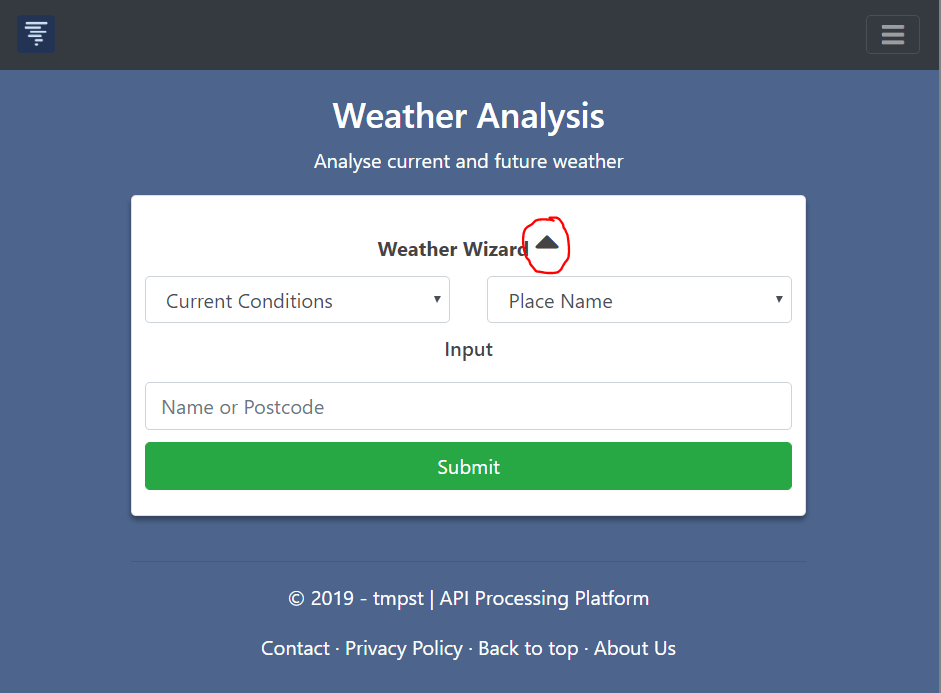 Weather Analysis
Analyse current and future weather
Weather Wizard
Current Conditions Place Name
Input
Name or Postcode
Submit
© 2019 - tmpst | API Processing Platform
Contact · Privacy Policy · Back to top · About Us